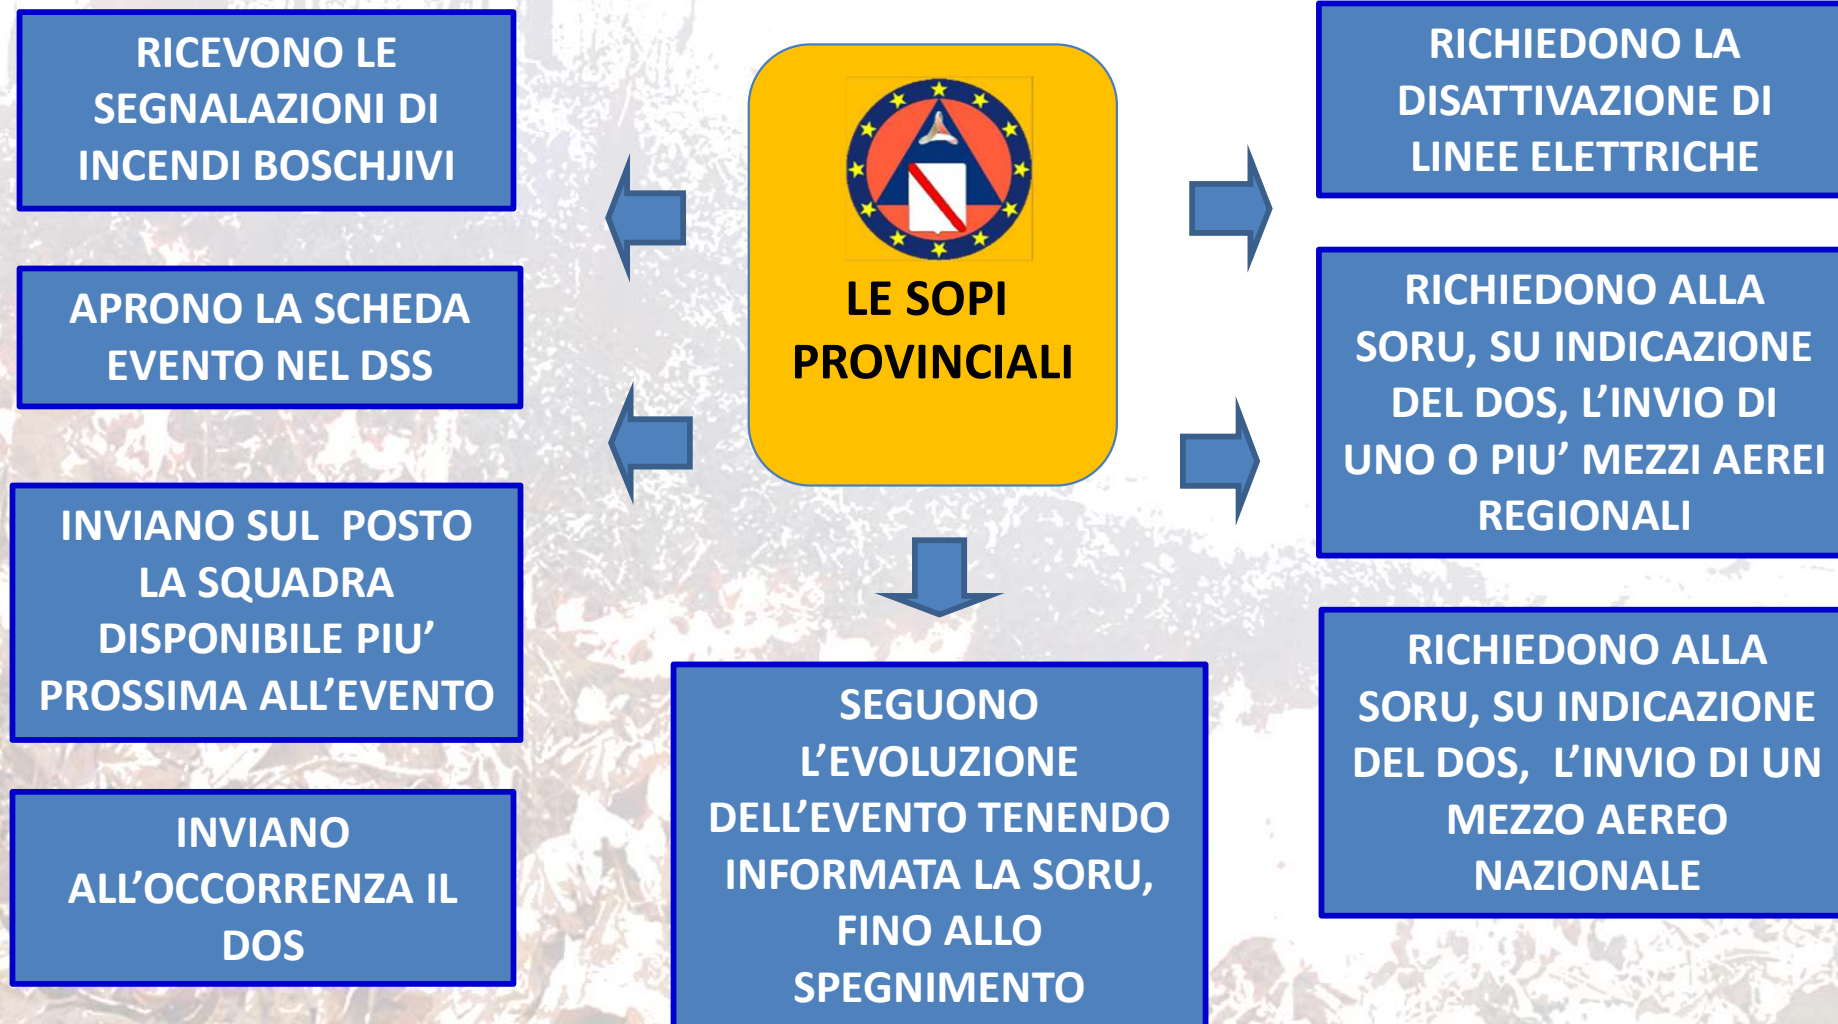 RICEVONO LE
SEGNALAZIONI DI
INCENDI BOSCHJIVI
APRONO LA SCHEDA
EVENTO NEL DSS
INVIANO SUL POSTO
LA SQUADRA
DISPONIBILE PIU’
PROSSIMA ALL’EVENTO
INVIANO
ALL’OCCORRENZA IL
DOS
LE SOPI
PROVINCIALI
SEGUONO
L’EVOLUZIONE
DELL’EVENTO TENENDO
INFORMATA LA SORU,
FINO ALLO
SPEGNIMENTO
RICHIEDONO LA
DISATTIVAZIONE DI
LINEE ELETTRICHE
RICHIEDONO ALLA
SORU, SU INDICAZIONE
DEL DOS, L’INVIO DI
UNO O PIU’ MEZZI AEREI
REGIONALI
RICHIEDONO ALLA
SORU, SU INDICAZIONE
DEL DOS, L’INVIO DI UN
MEZZO AEREO
NAZIONALE